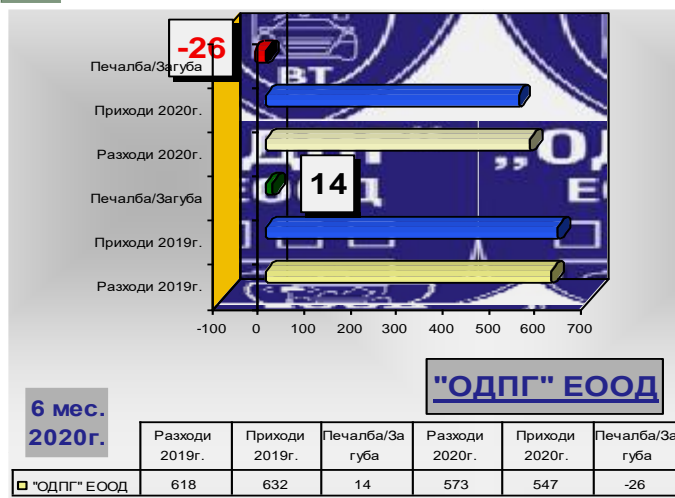 -26
Печалба/Загуба
Приходи 2020г.
Разходи 2020г.
Печалба/Загуба
14
Приходи 2019г.
Разходи 2019г.
-100 0 100 200 300 400 500 600 700
ВТ
ЕООД
"ОДПГ" ЕООД
6 мес.
2020г.
Разходи 2019г. Приходи 2019г. Печалба/За губа Разходи 2020г. Приходи 2020г. Печалба/За губа
"ОДПГ" ЕООД 618 632 14 573 547 -26